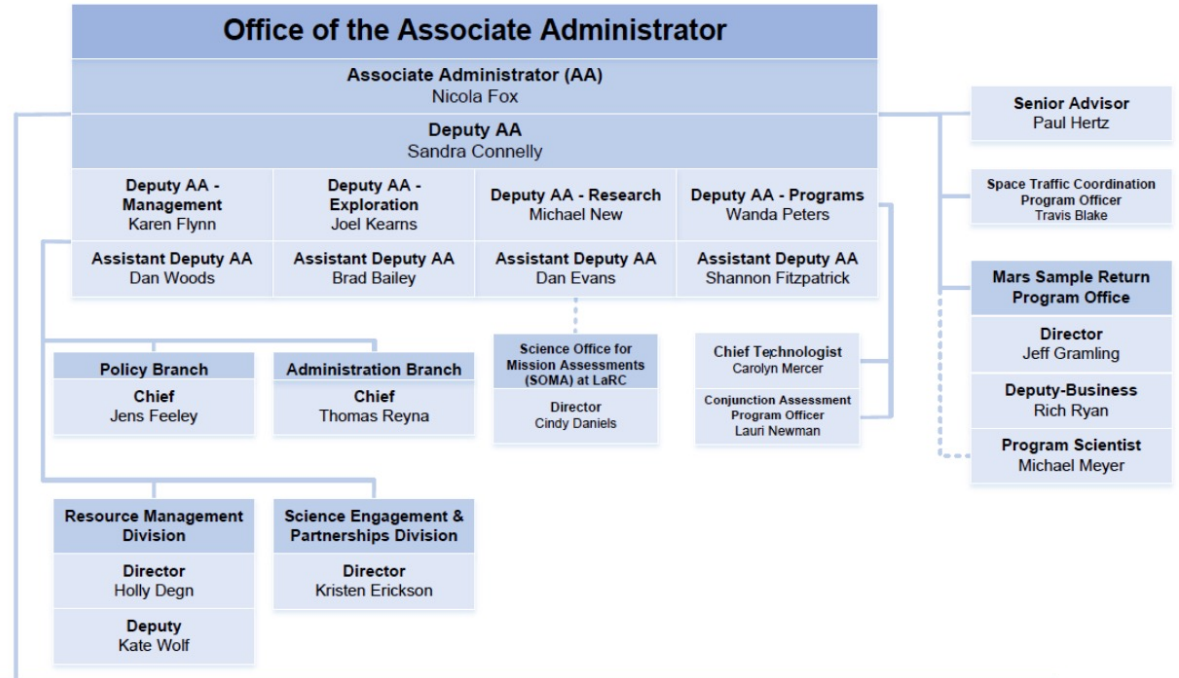 Office of the Associate Administrator
Associate Administrator (AA)
Nicola Fox
Deputy AA
Sandra Connelly
Deputy AA -
Management
Karen Flynn
Deputy AA -
Exploration
Joel Kearns
Deputy AA - Research
Michael New
Deputy AA - Programs
Wanda Peters
Assistant Deputy AA
Dan Woods
Assistant Deputy AA
Brad Bailey
Assistant Deputy AA
Dan Evans
Assistant Deputy AA
Shannon Fitzpatrick
Senior Advisor
Paul Hertz
Space Traffic Coordination
Program Officer
Travis Blake
Mars Sample Return
Program Office
Director
Jeff Gramling
Deputy-Business
Rich Ryan
Program Scientist
Michael Meyer
Policy Branch
Chief
Jens Feeley
Administration Branch
Chief
Thomas Reyna
Science Office for
Mission Assessments
(SOMA) at LaRC
Director
Cindy Daniels
Chief Technologist
Carolyn Mercer
Conjunction Assessment
Program Officer
Lauri Newman
Resource Management
Division
Director
Holly Degn
Deputy
Kate Wolf
Science Engagement &
Partnerships Division
Director
Kristen Erickson